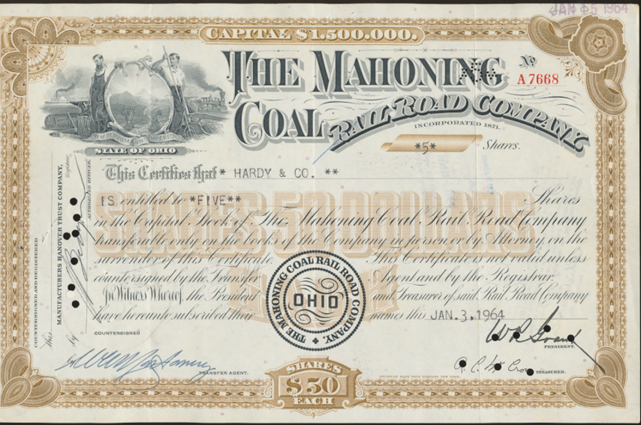 JAN 05 1964
CAPITAL $1,500,000.
THE MAHONING
COAL RAIL ROAD COMPANY.
No
A7668
INCORPORATED 1871.
STATE OF OHIO
*5* Shares.
This Certifies that * HARDY & CO. **
IS entitled to **FIVE** Shares
in the Capital Stock of The Mahoning Coal Rail Road Company
transferable only on the books of the Company in person or by Attorney, on the
surrender of this Certificate. This Certificate is not valid unless
countersigned by the Transfer Agent and by the Registrar.
In Witness Whereof, the President and Treasurer of said Rail Road Company
have hereunto subscribed their names this JAN. 3, 1964
THE MAHONING COAL RAIL ROAD COMPANY.
OHIO
COUNTERSIGNED AND REGISTERED
MANUFACTURERS HANOVER TRUST COMPANY,
this
by
COUNTERSIGNED
TRANSFER AGENT.
PRESIDENT.
TREASURER.
SHARES
$50
EACH